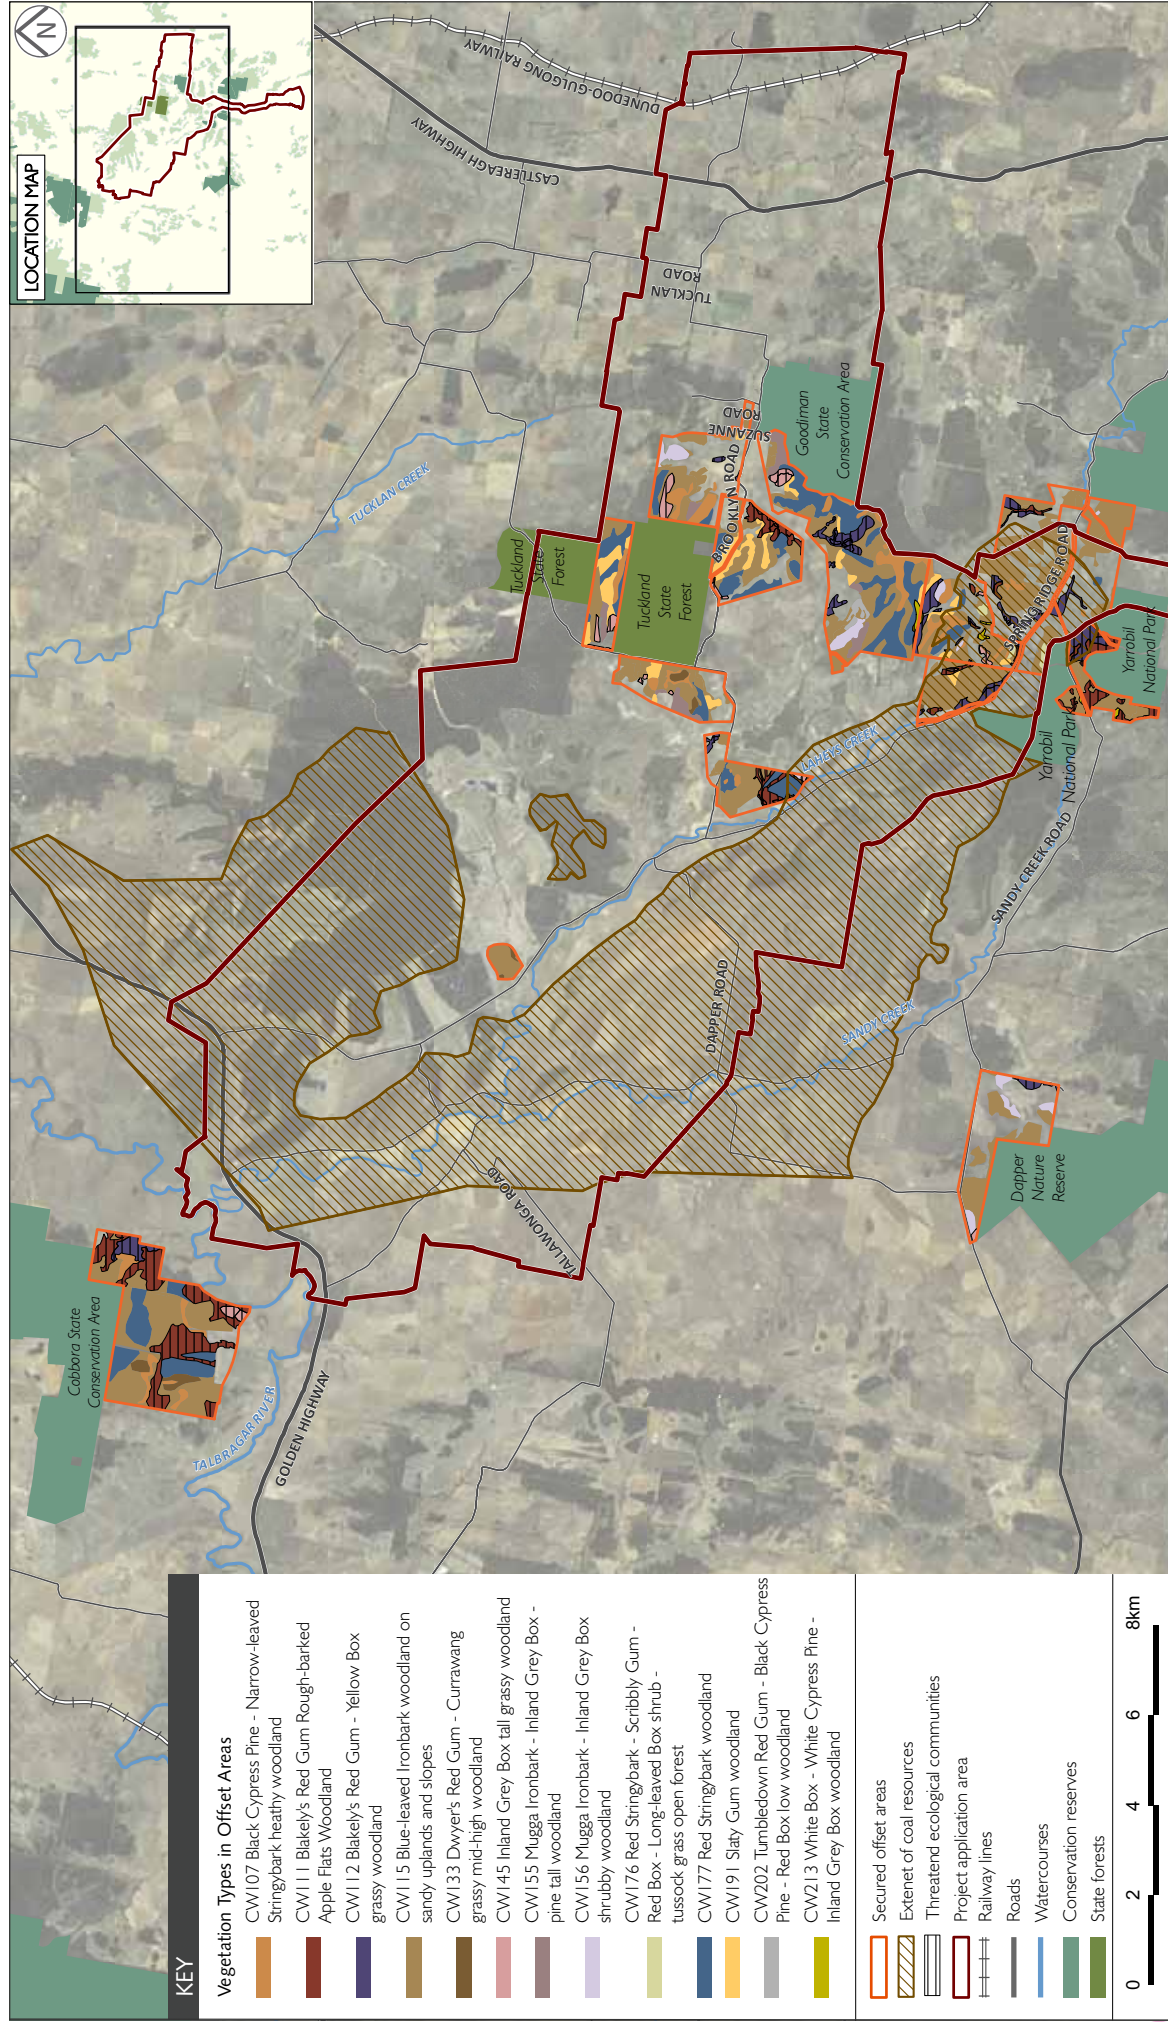 N
LOCATION MAP
DUNEDOO-GULGONG RAILWAY
CASTLEREAGH HIGHWAY
TUCKLAN
ROAD
TUCKLAN CREEK
SUZANNE
ROAD
BROOKLYN ROAD
Goodiman
State
Conservation Area
Tuckland
State
Forest
Tuckland
State
Forest
SPRING RIDGE ROAD
Yarrobil
National Park
Yarrobil
National Park
LAHEYS CREEK
SANDY CREEK ROAD
DAPPER ROAD
SANDY CREEK
TALLAWONGA ROAD
Dapper
Nature
Reserve
Cobbora State
Conservation Area
TALBRAGAR RIVER
GOLDEN HIGHWAY
KEY
Vegetation Types in Offset Areas
CW107 Black Cypress Pine - Narrow-leaved
Stringybark heathy woodland
CW111 Blakely's Red Gum Rough-barked
Apple Flats Woodland
CW112 Blakely's Red Gum - Yellow Box
grassy woodland
CW115 Blue-leaved Ironbark woodland on
sandy uplands and slopes
CW133 Dwyer's Red Gum - Currawang
grassy mid-high woodland
CW145 Inland Grey Box tall grassy woodland
CW155 Mugga Ironbark - Inland Grey Box -
pine tall woodland
CW156 Mugga Ironbark - Inland Grey Box
shrubby woodland
CW176 Red Stringybark - Scribbly Gum -
Red Box - Long-leaved Box shrub -
tussock grass open forest
CW177 Red Stringybark woodland
CW191 Slaty Gum woodland
CW202 Tumbledown Red Gum - Black Cypress
Pine - Red Box low woodland
CW213 White Box - White Cypress Pine -
Inland Grey Box woodland
Secured offset areas
Extenet of coal resources
Threatend ecological communities
Project application area
Railway lines
Roads
Watercourses
Conservation reserves
State forests
0 2 4 6 8km